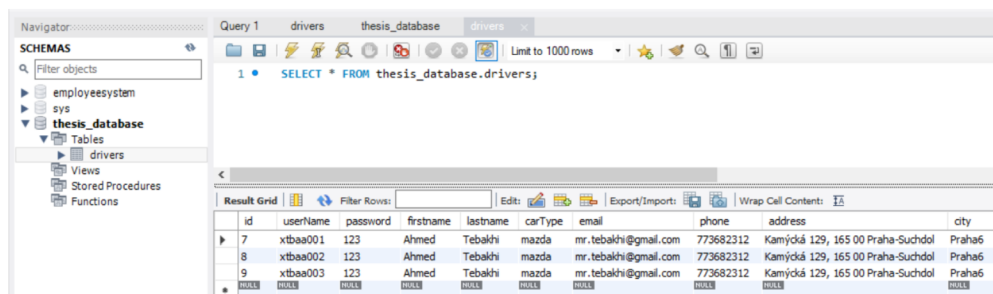 Navigator
SCHEMAS
Filter objects
employeesystem
sys
thesis_database
Tables
drivers
Views
Stored Procedures
Functions
Query 1 drivers thesis_database drivers
Limit to 1000 rows
1 SELECT * FROM thesis_database.drivers;
Result Grid Filter Rows: Edit: Export/Import: Wrap Cell Content: IA
id userName password firstname lastname carType email phone address city
7 xtbaa001 123 Ahmed Tebakhi mazda mr.tebakhi@gmail.com 773682312 Kamýcká 129, 165 00 Praha-Suchdol Praha6
8 xtbaa002 123 Ahmed Tebakhi mazda mr.tebakhi@gmail.com 773682312 Kamýcká 129, 165 00 Praha-Suchdol Praha6
9 xtbaa003 123 Ahmed Tebakhi mazda mr.tebakhi@gmail.com 773682312 Kamýcká 129, 165 00 Praha-Suchdol Praha6
NULL NULL NULL NULL NULL NULL NULL NULL NULL NULL